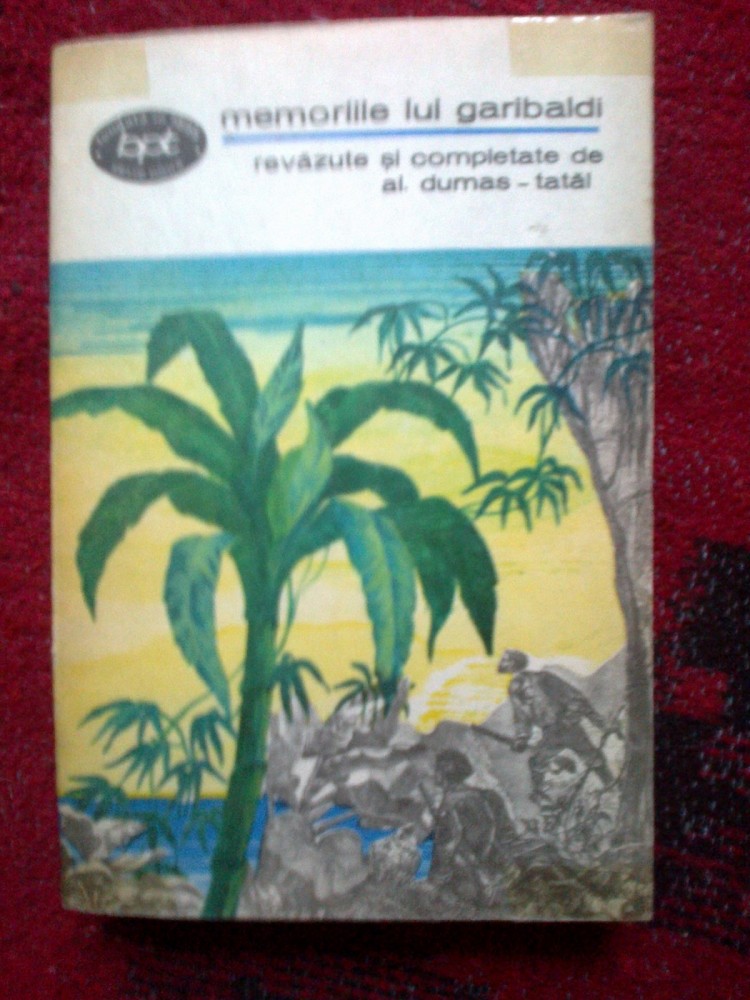 bpt
memoriile lui garibaldi
revăzute și completate de
al. dumas - tatăl